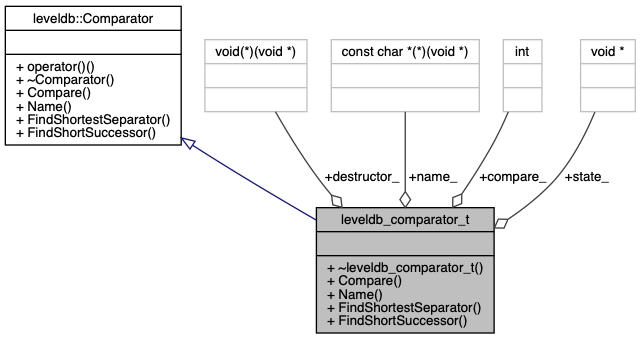 leveldb::Comparator
+ operator()()
+ ~Comparator()
+ Compare()
+ Name()
+ FindShortestSeparator()
+ FindShortSuccessor()
void(*)(void *)
const char *(*)(void *)
int
void *
+destructor_
+name_
+compare_
+state_
leveldb_comparator_t
+ ~leveldb_comparator_t()
+ Compare()
+ Name()
+ FindShortestSeparator()
+ FindShortSuccessor()